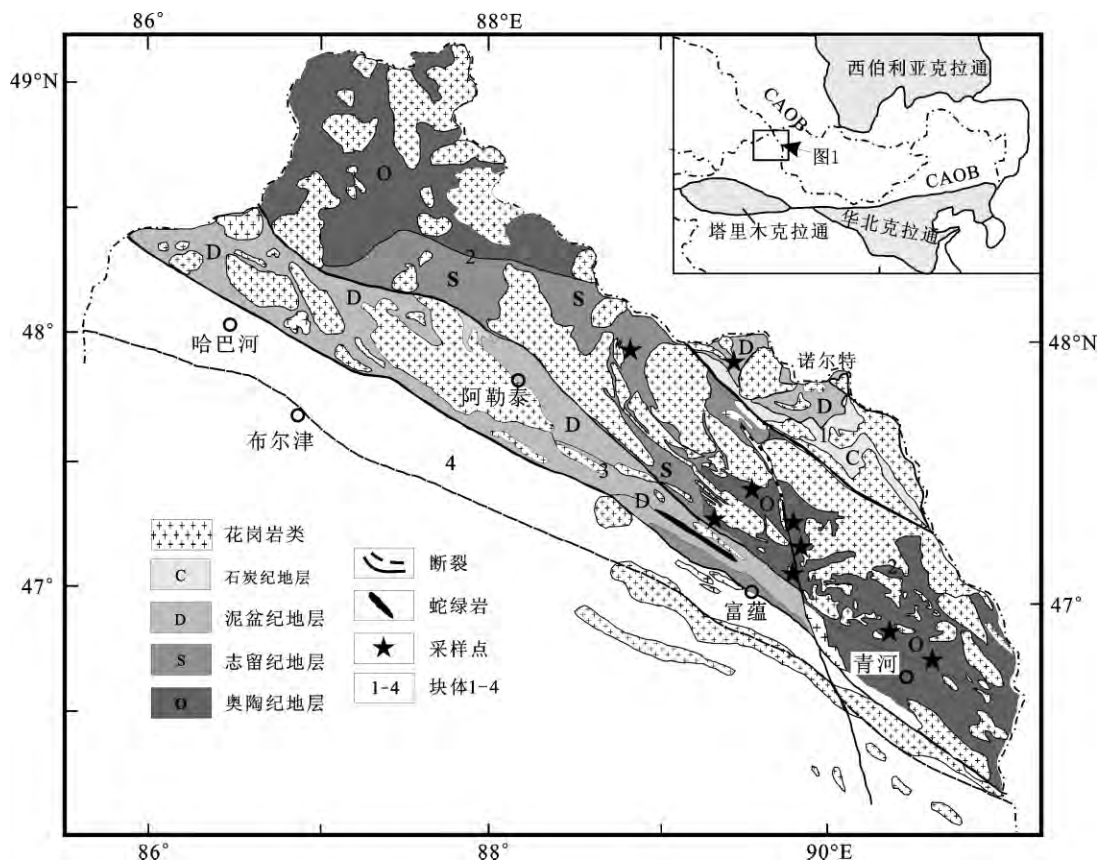 86°
88°E
49°N
48°
47°
西伯利亚克拉通
CAOB
图1
CAOB
塔里木克拉通
华北克拉通
O
2
S
S
D
D
哈巴河
阿勒泰
布尔津
D
诺尔特
D
1
C
48°N
4
3
D
S
D
O
富蕴
O
青河
47°
花岗岩类
C 石炭纪地层
D 泥盆纪地层
S 志留纪地层
O 奥陶纪地层
断裂
蛇绿岩
采样点
1-4 块体1-4
86°
88°
90°E